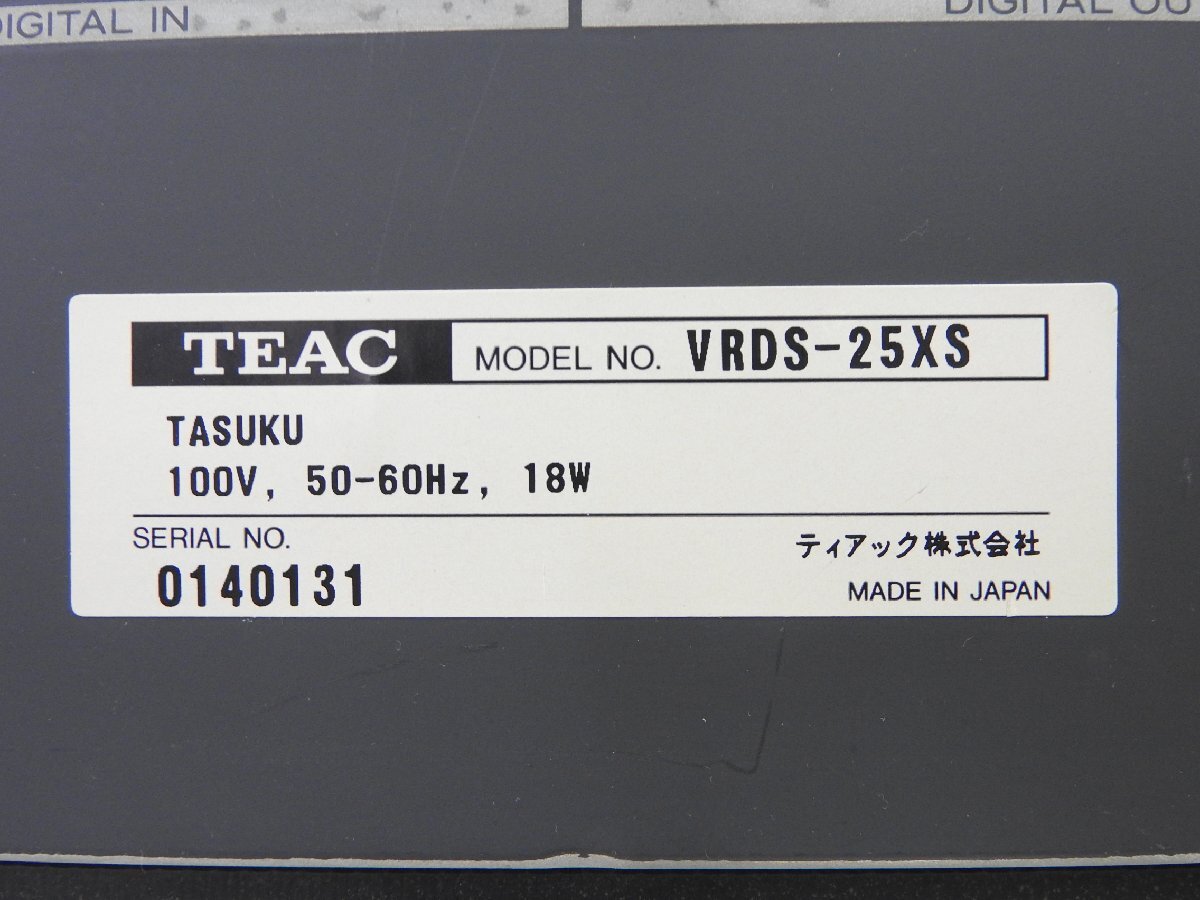 DIGITAL IN
DIGITAL OU
TEAC MODEL NO. VRDS-25XS
TASUKU
100V, 50-60Hz, 18W
SERIAL NO.
0140131
ティアック株式会社
MADE IN JAPAN